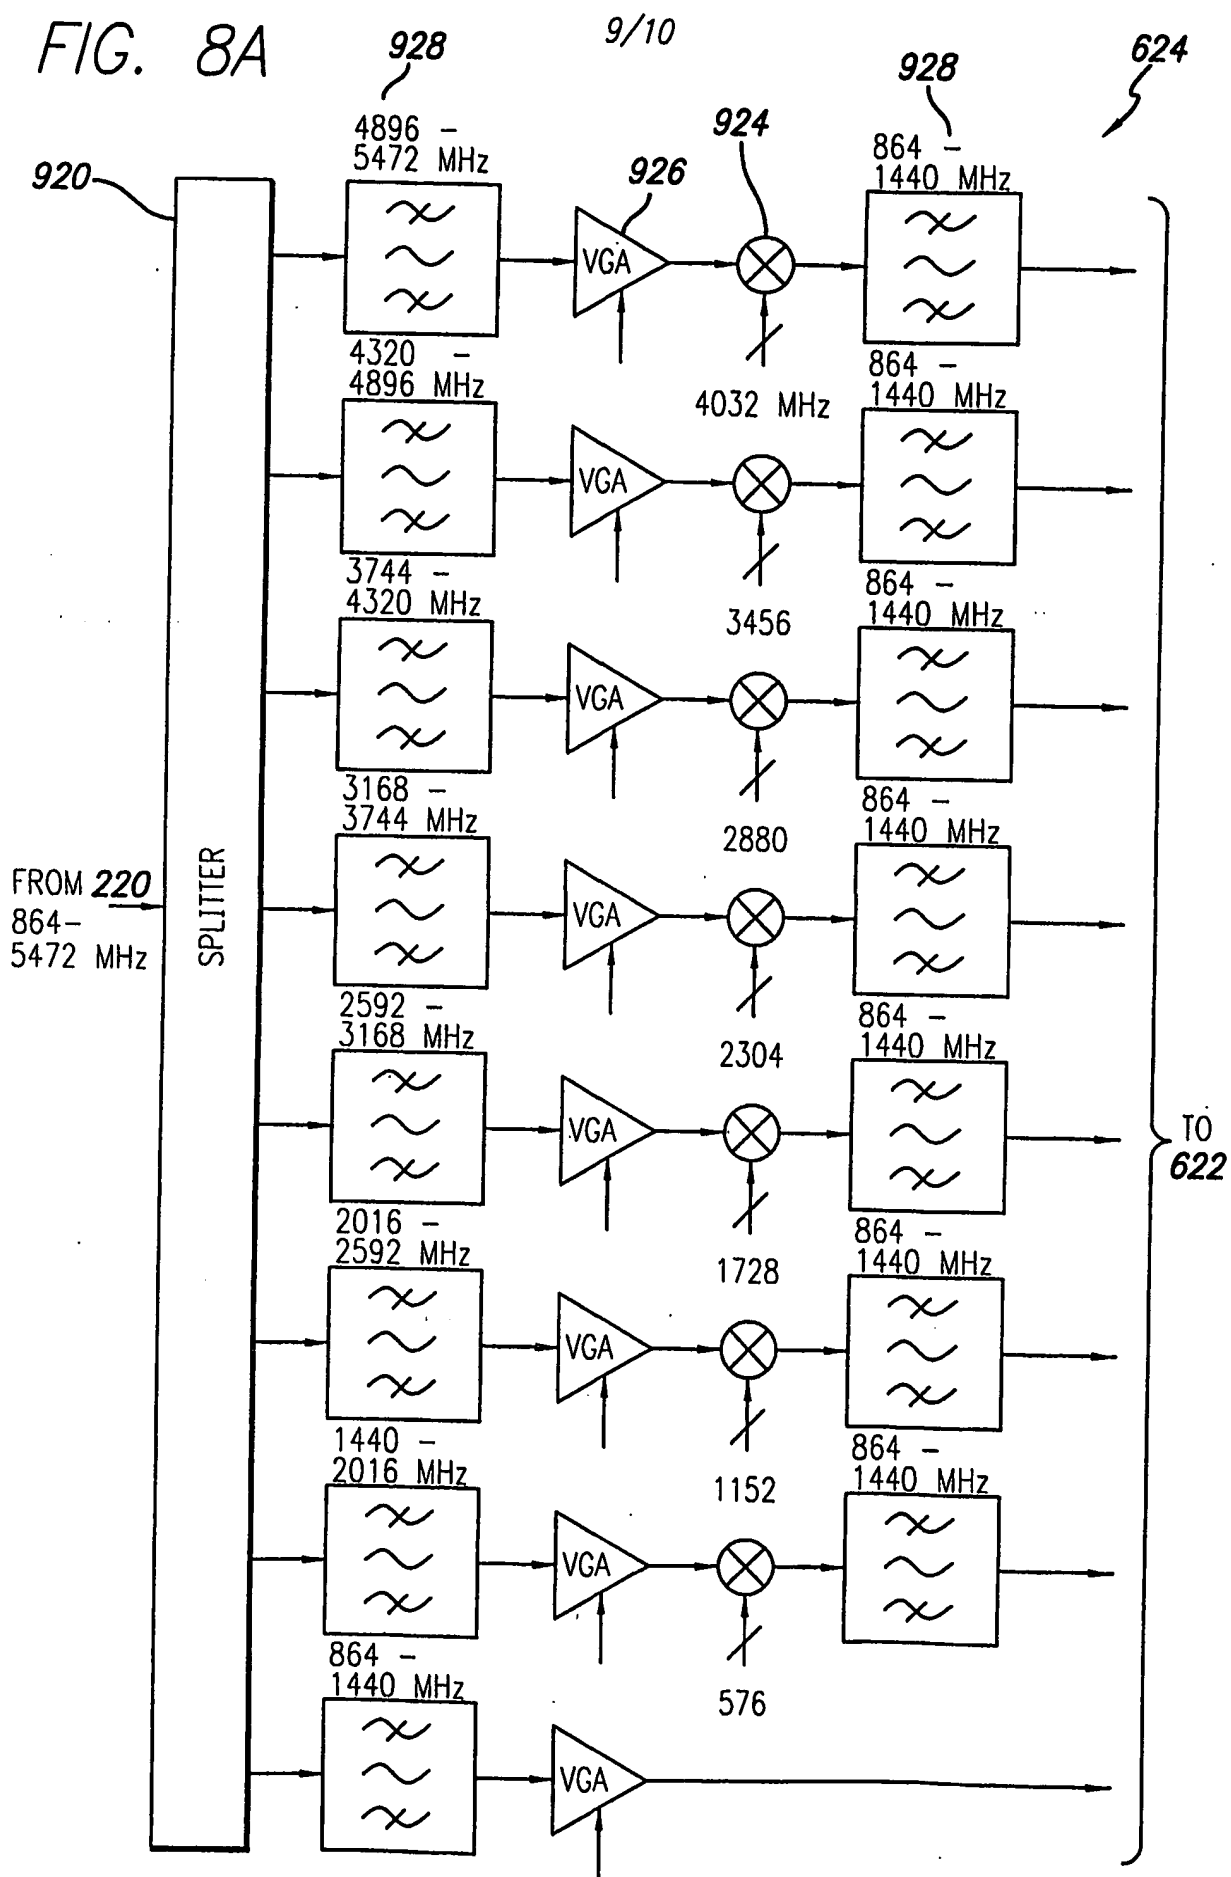 FIG. 8A
9/10
928
928
624
924
926
920
4896 -
5472 MHz
864 -
1440 MHz
VGA
4032 MHz
4320 -
4896 MHz
864 -
1440 MHz
VGA
3456
3744 -
4320 MHz
864 -
1440 MHz
VGA
2880
3168 -
3744 MHz
864 -
1440 MHz
VGA
2304
FROM 220
864-
5472 MHz
SPLITTER
2592 -
3168 MHz
864 -
1440 MHz
VGA
1728
TO
622
2016 -
2592 MHz
864 -
1440 MHz
VGA
1152
1440 -
2016 MHz
864 -
1440 MHz
VGA
576
864 -
1440 MHz
VGA